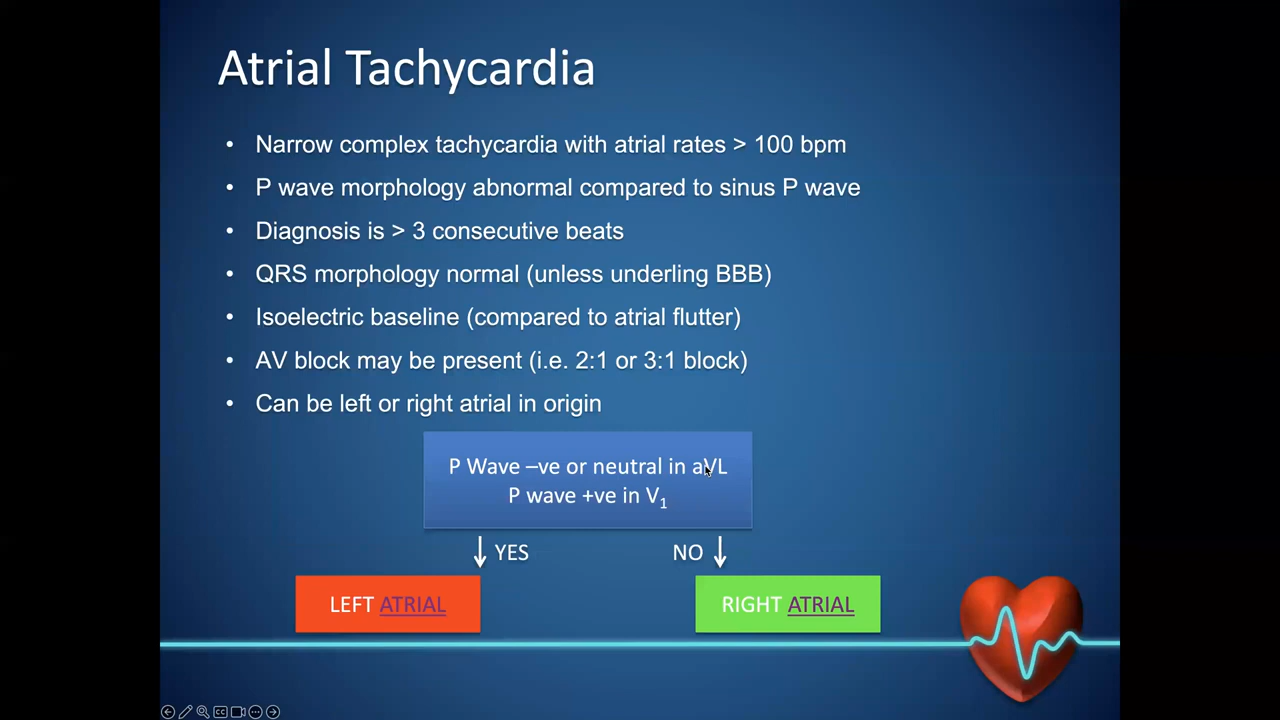 Atrial Tachycardia
• Narrow complex tachycardia with atrial rates > 100 bpm
• P wave morphology abnormal compared to sinus P wave
• Diagnosis is > 3 consecutive beats
• QRS morphology normal (unless underling BBB)
• Isoelectric baseline (compared to atrial flutter)
• AV block may be present (i.e. 2:1 or 3:1 block)
• Can be left or right atrial in origin
P Wave –ve or neutral in aVL
P wave +ve in V₁
YES
NO
LEFT ATRIAL
RIGHT ATRIAL